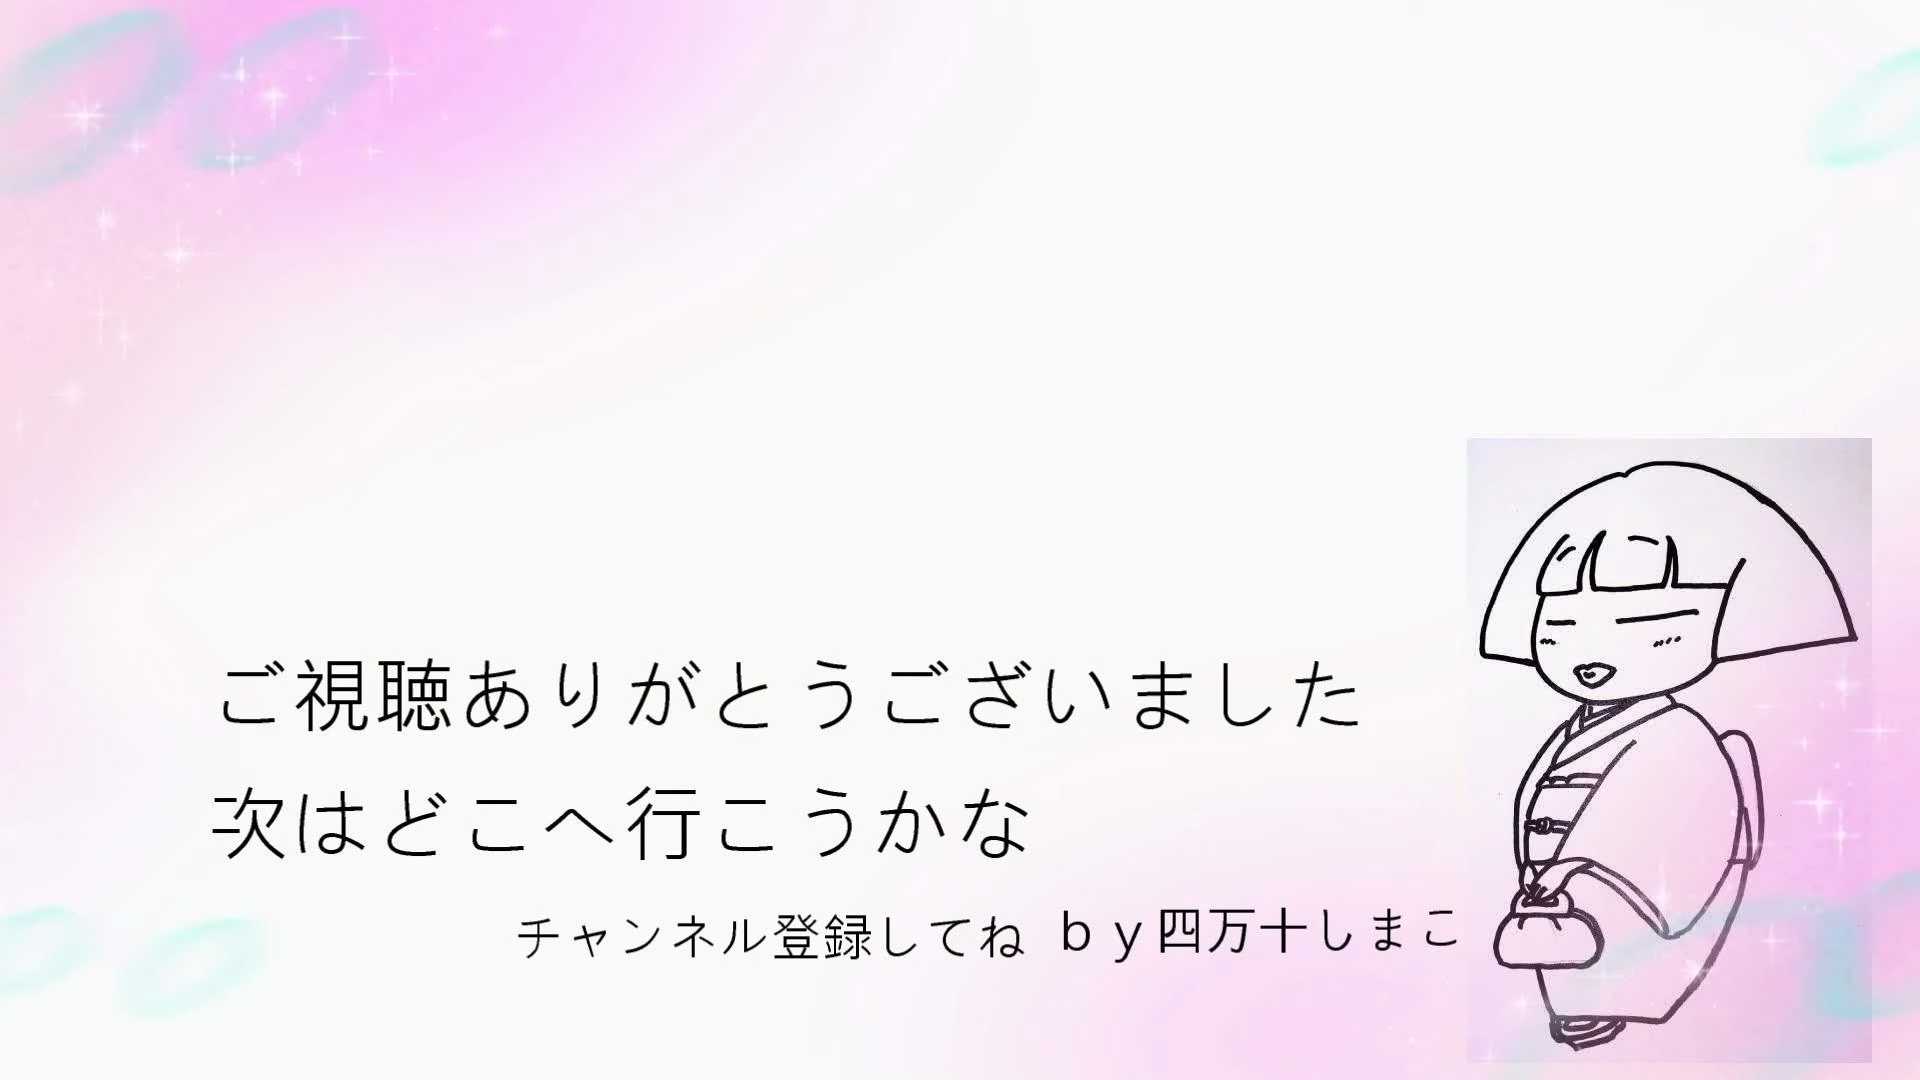 ご視聴ありがとうございました
次はどこへ行こうかな
チャンネル登録してね ｂｙ四万十しまこ